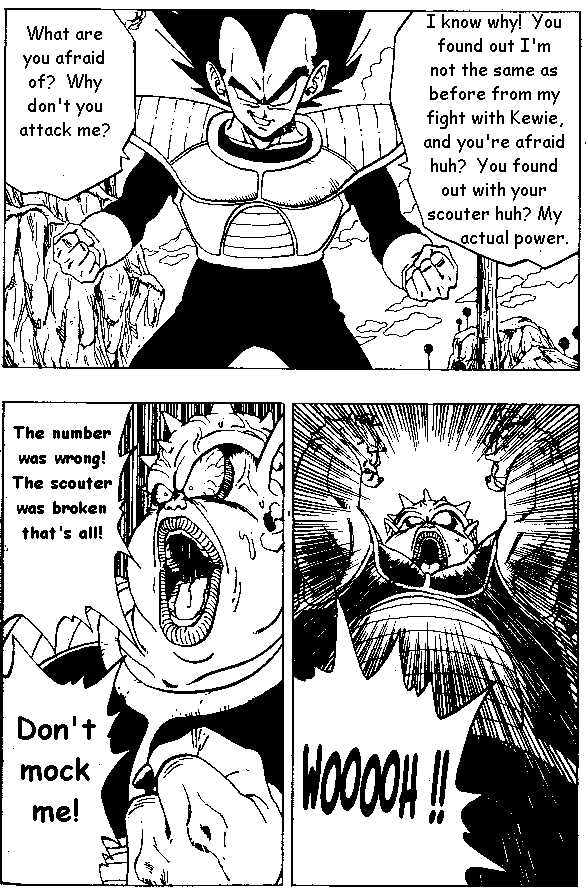 What are
you afraid
of? Why
don't you
attack me?
I know why! You
found out I'm
not the same as
before from my
fight with Kewie,
and you're afraid
huh? You found
out with your
scouter huh? My
actual power.
The number
was wrong!
The scouter
was broken
that's all!
Don't
mock
me!
WOOOOH !!